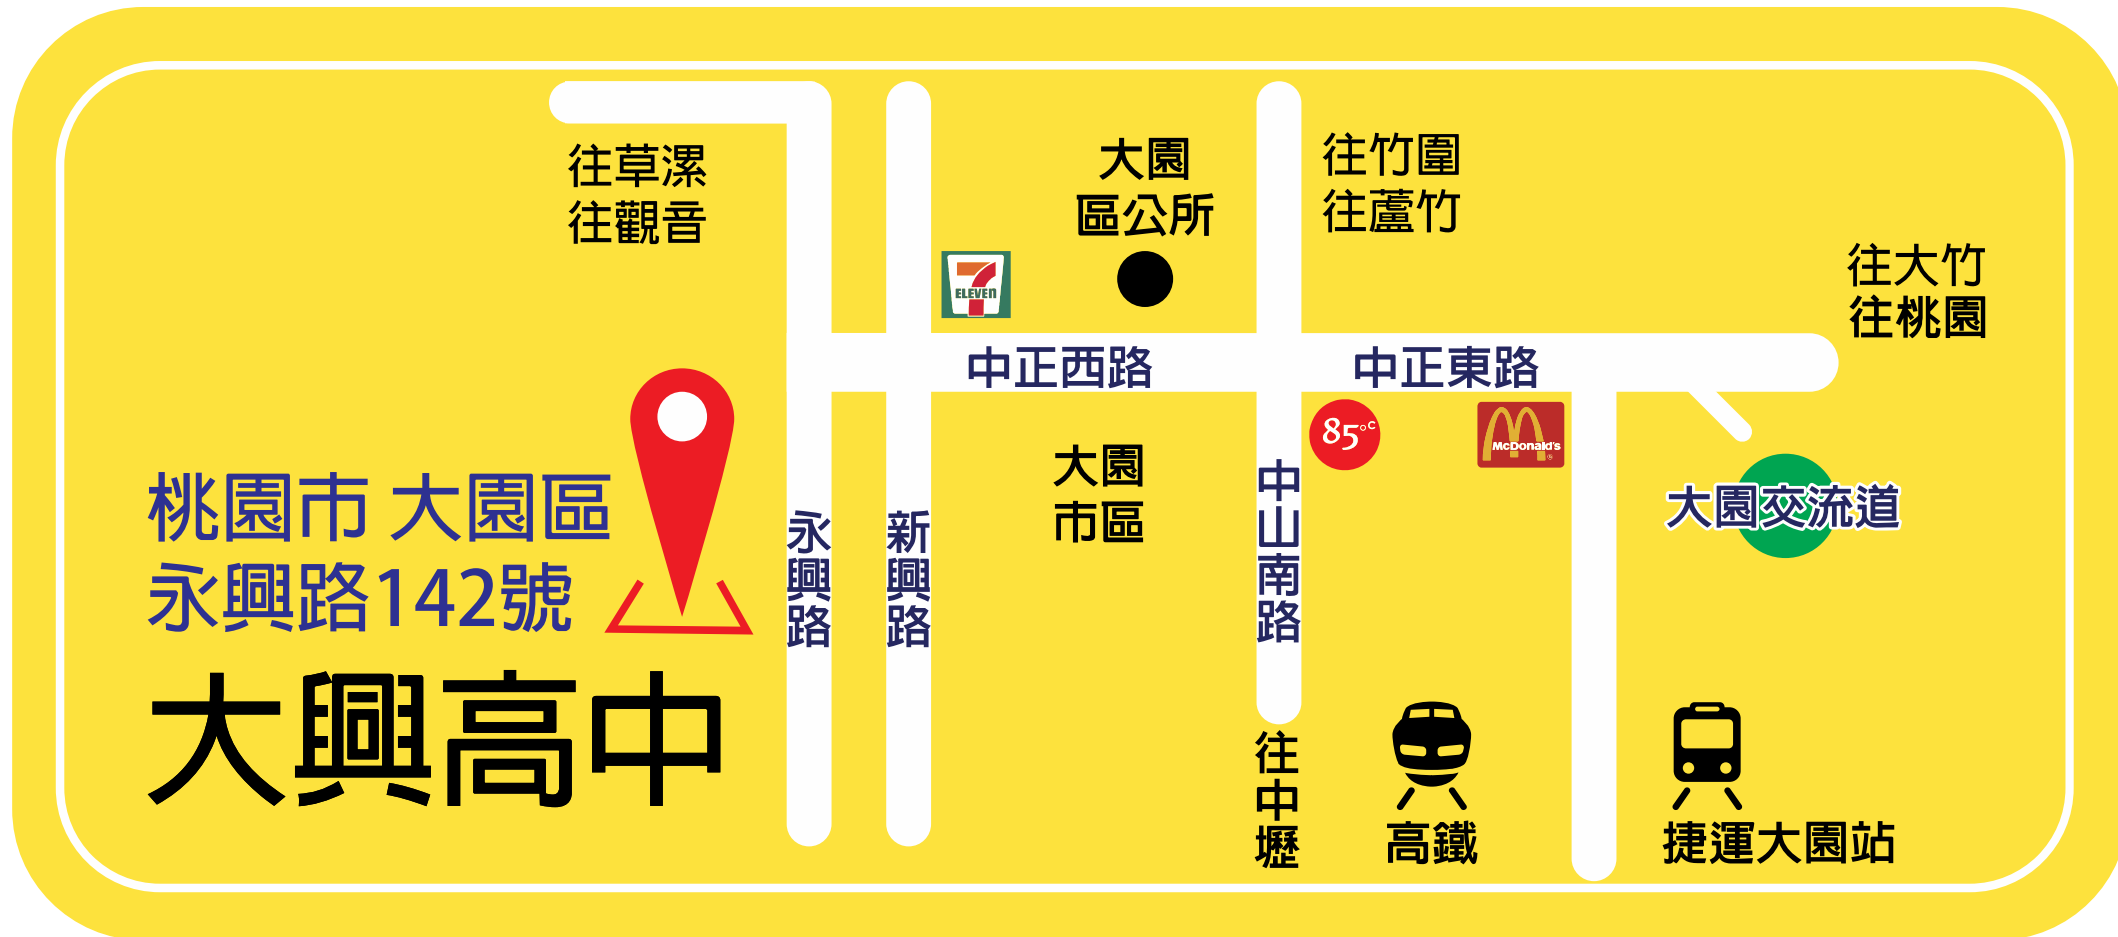 往草漯
往觀音
大園
區公所
往竹圍
往蘆竹
往大竹
往桃園
7
ELEVEN
中正西路
中正東路
85°C
McDonald's
大園
市區
桃園市 大園區
永興路142號
大興高中
永興路
新興路
中山南路
大園交流道
往中壢
高鐵
捷運大園站